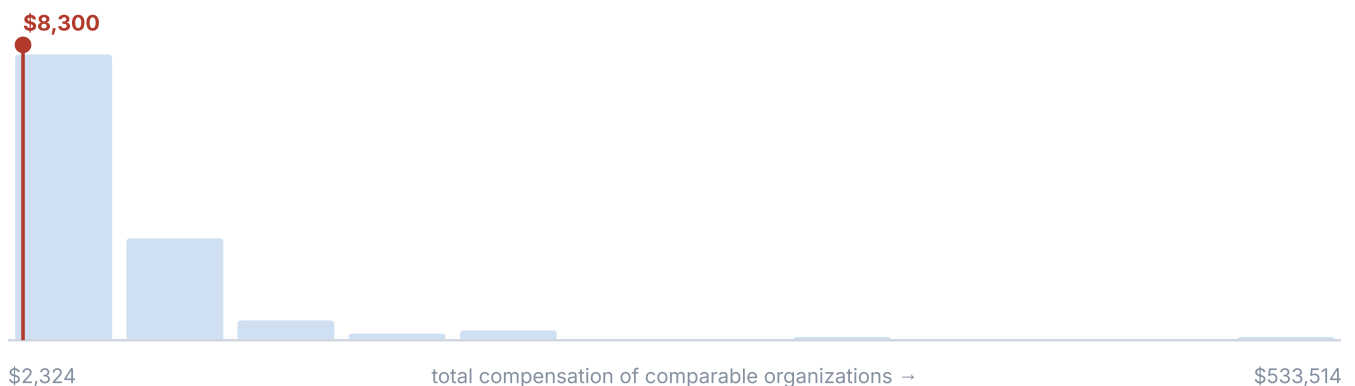 $8,300
$2,324 total compensation of comparable organizations → $533,514